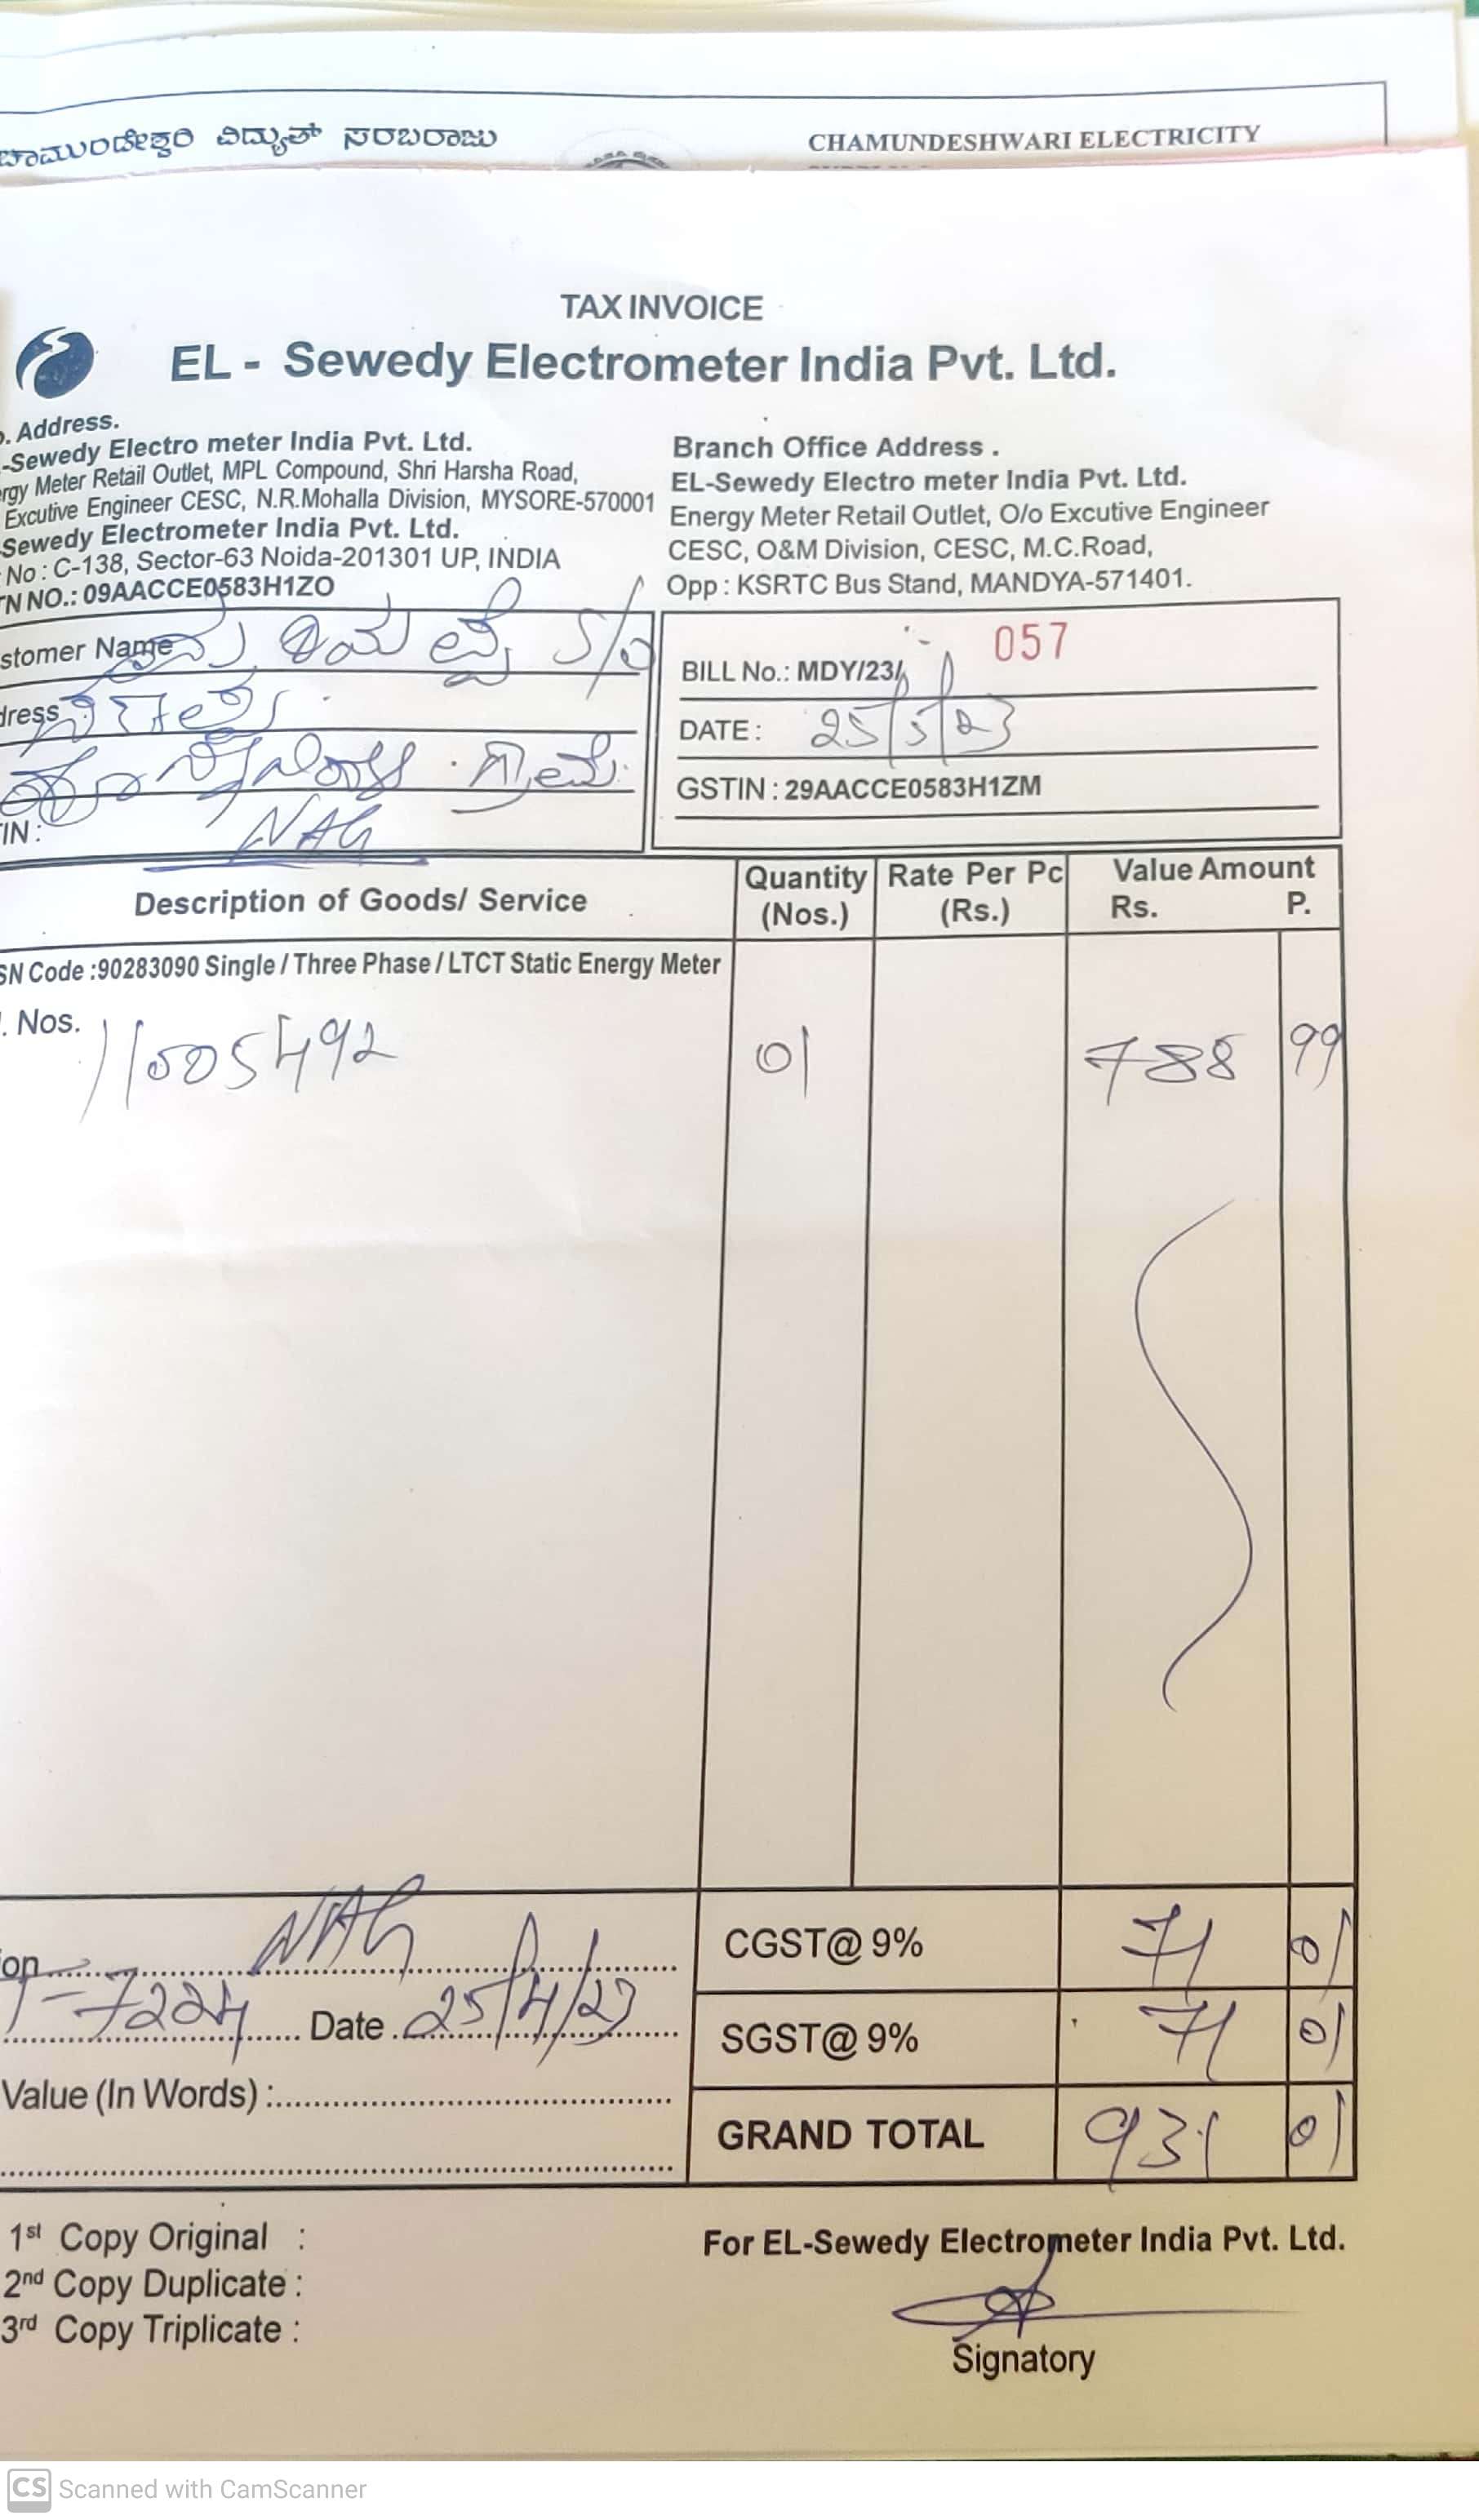 ಚಾಮುಂಡೇಶ್ವರಿ ವಿದ್ಯುತ್ ಸರಬರಾಜು
CHAMUNDESHWARI ELECTRICITY
TAX INVOICE
EL - Sewedy Electrometer India Pvt. Ltd.
. Address.
-Sewedy Electro meter India Pvt. Ltd.
rgy Meter Retail Outlet, MPL Compound, Shri Harsha Road,
Excutive Engineer CESC, N.R.Mohalla Division, MYSORE-570001
Sewedy Electrometer India Pvt. Ltd.
No : C-138, Sector-63 Noida-201301 UP, INDIA
TN NO.: 09AACCE0583H1ZO
Branch Office Address .
EL-Sewedy Electro meter India Pvt. Ltd.
Energy Meter Retail Outlet, O/o Excutive Engineer
CESC, O&M Division, CESC, M.C.Road,
Opp : KSRTC Bus Stand, MANDYA-571401.
stomer Name S/o
dress
ಗ್ರಾಮ.
IN : NAG
BILL No.: MDY/23/ 057
DATE : 25/5/23
GSTIN : 29AACCE0583H1ZM
Description of Goods/ Service Quantity (Nos.) Rate Per Pc (Rs.) Value Amount Rs. P.
SN Code :90283090 Single / Three Phase / LTCT Static Energy Meter
. Nos. 11005492 01 788 99
on NAG
CGST@ 9% 71 01
T-7224 Date 25/4/23
SGST@ 9% 71 01
Value (In Words) :
GRAND TOTAL 931 01
1st Copy Original :
2nd Copy Duplicate :
3rd Copy Triplicate :
For EL-Sewedy Electrometer India Pvt. Ltd.
Signatory
CS Scanned with CamScanner